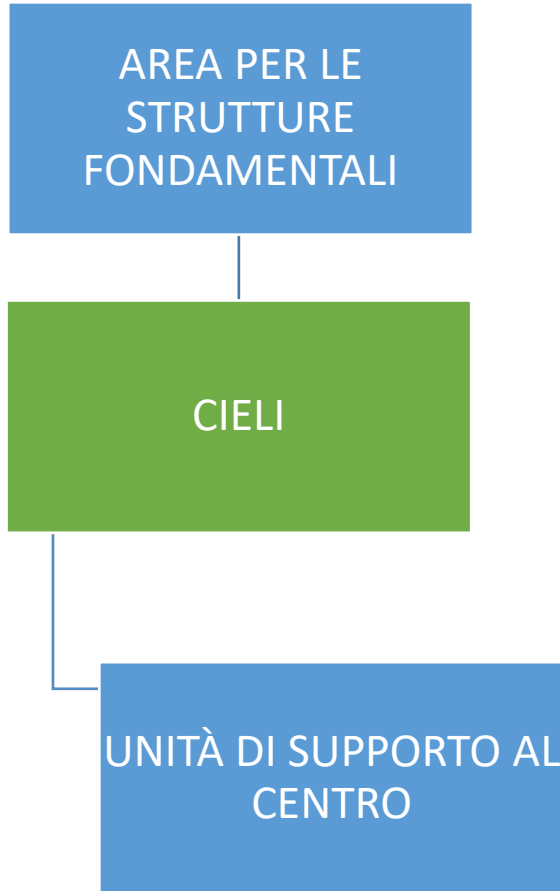 AREA PER LE
STRUTTURE
FONDAMENTALI
CIELI
UNITÀ DI SUPPORTO AL
CENTRO